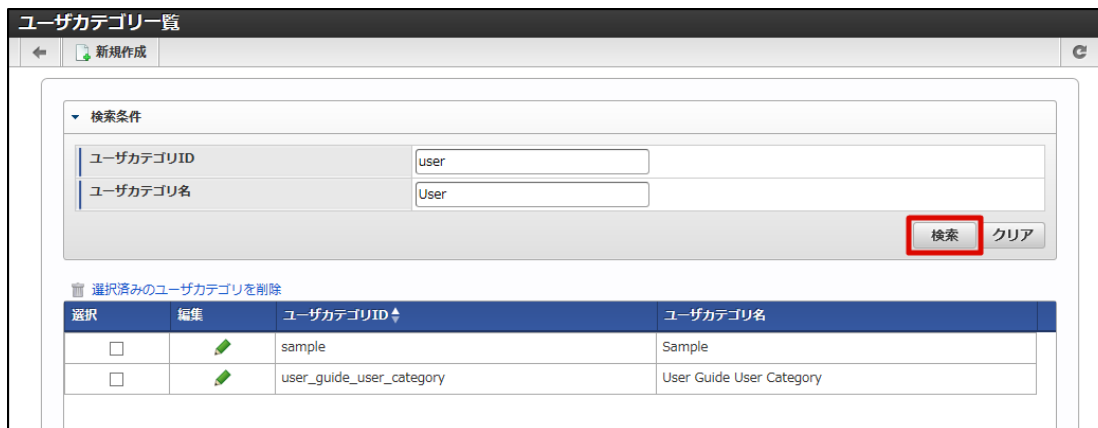 ユーザカテゴリ一覧
新規作成
検索条件
ユーザカテゴリID user
ユーザカテゴリ名 User
検索 クリア
選択済みのユーザカテゴリを削除
選択 編集 ユーザカテゴリID ユーザカテゴリ名
sample Sample
user_guide_user_category User Guide User Category